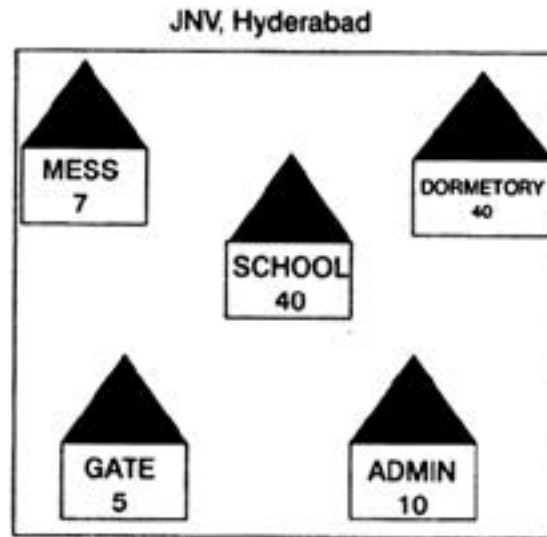 JNV, Hyderabad
MESS
7
DORMETORY
40
SCHOOL
40
GATE
5
ADMIN
10